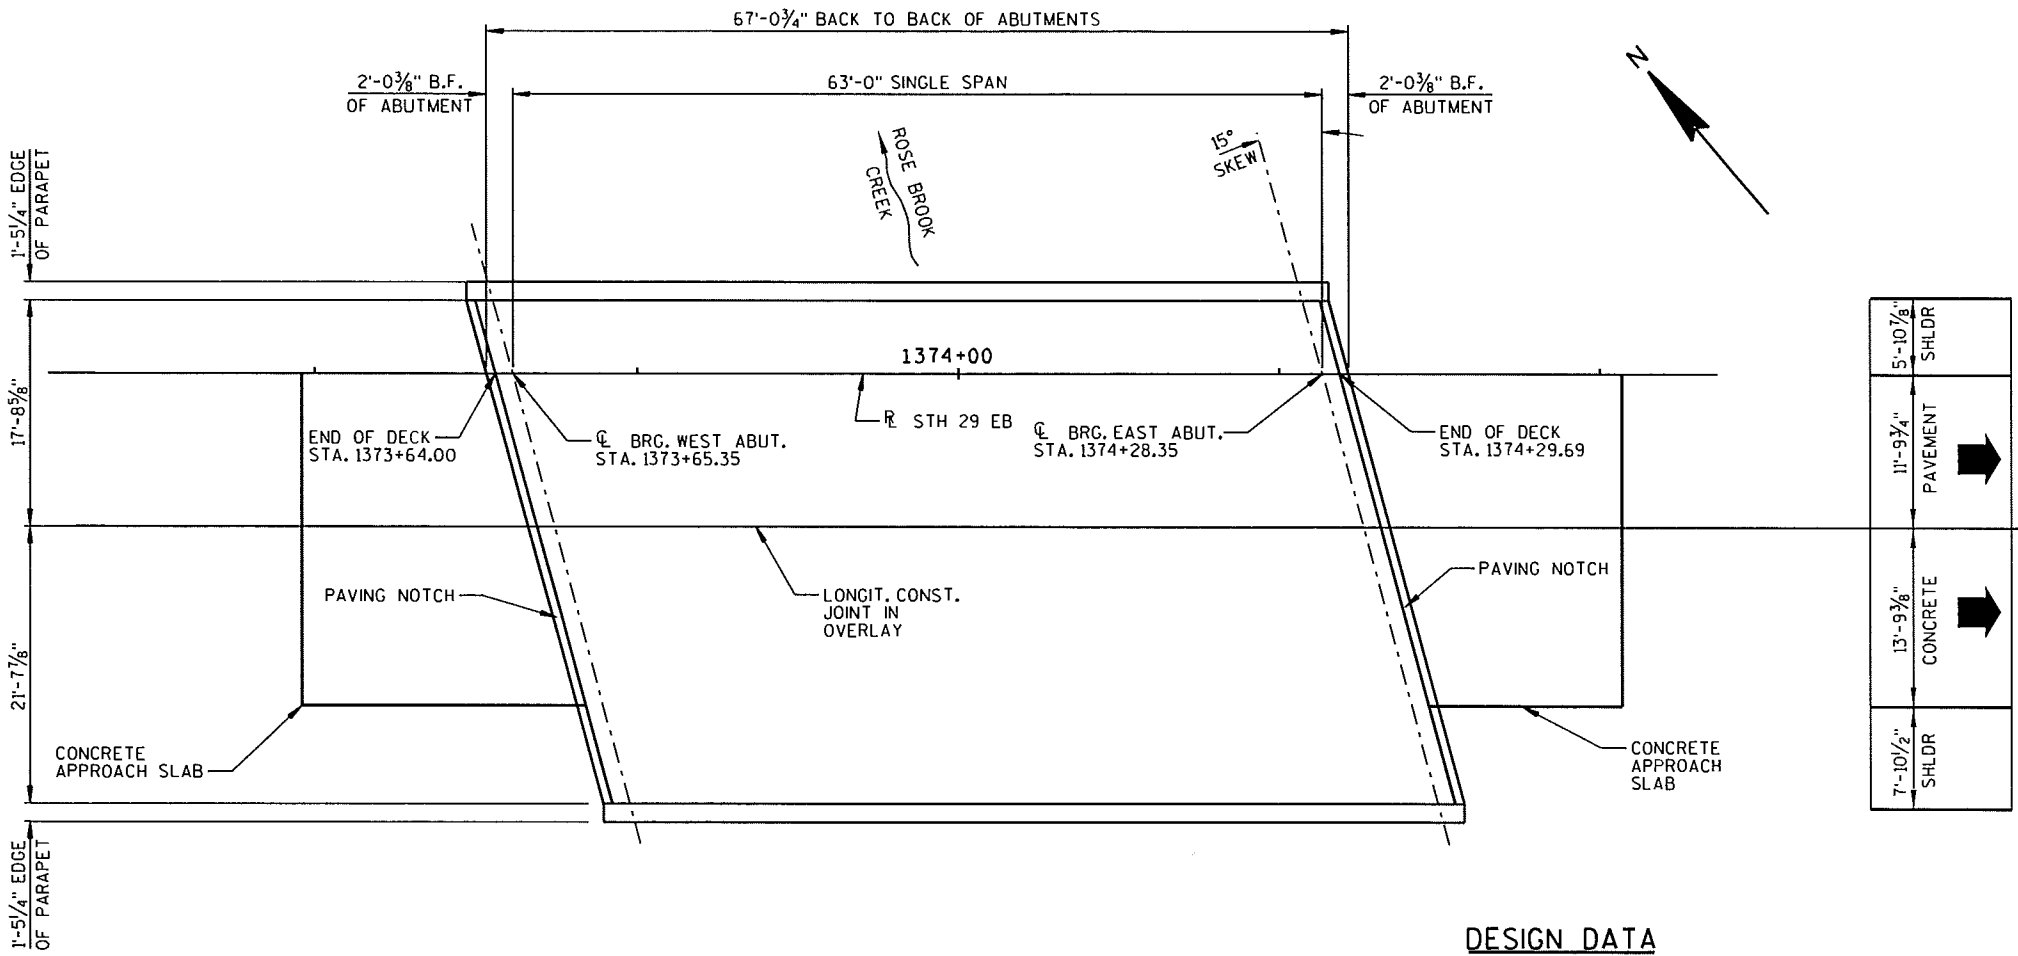 67'-0¾" BACK TO BACK OF ABUTMENTS
2'-0⅜" B.F.
OF ABUTMENT
63'-0" SINGLE SPAN
2'-0⅜" B.F.
OF ABUTMENT
N
15°
SKEW
ROSE BROOK
CREEK
1'-5¼" EDGE
OF PARAPET
1374+00
℞ STH 29 EB
END OF DECK
STA. 1373+64.00
℄ BRG. WEST ABUT.
STA. 1373+65.35
℄ BRG. EAST ABUT.
STA. 1374+28.35
END OF DECK
STA. 1374+29.69
17'-8⅝"
21'-7⅞"
PAVING NOTCH
LONGIT. CONST.
JOINT IN
OVERLAY
PAVING NOTCH
CONCRETE
APPROACH SLAB
CONCRETE
APPROACH
SLAB
5'-10⅞"
SHLDR
11'-9¾"
PAVEMENT
13'-9⅜"
CONCRETE
7'-10½"
SHLDR
1'-5¼" EDGE
OF PARAPET
DESIGN DATA